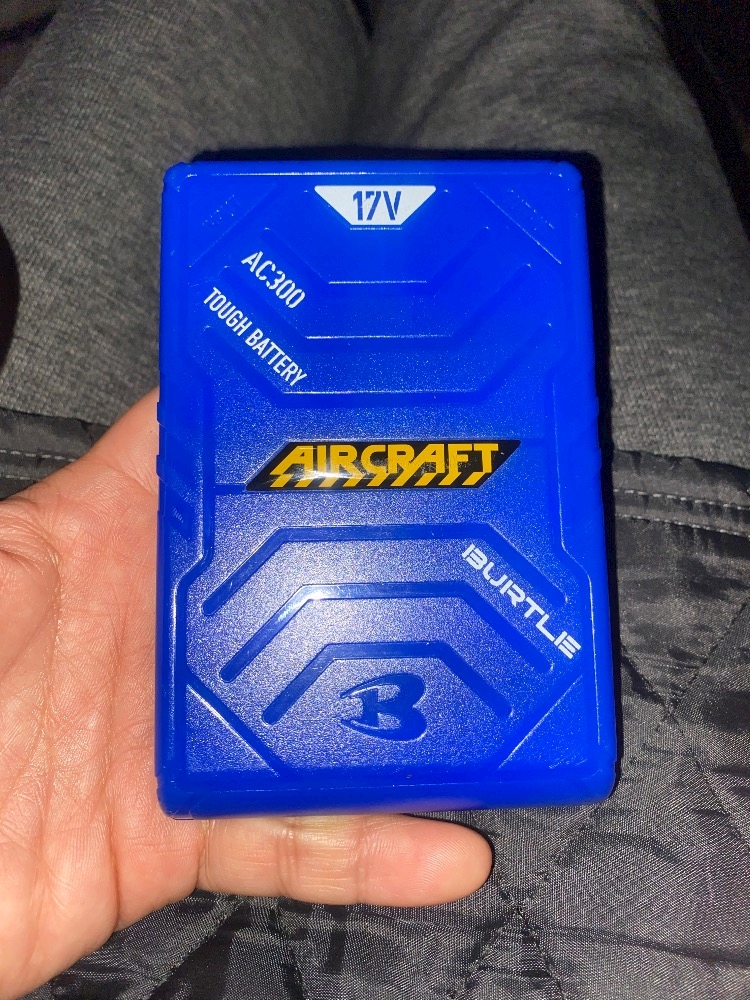 17V
AC300
TOUGH BATTERY
AIRCRAFT
BURTLE
B